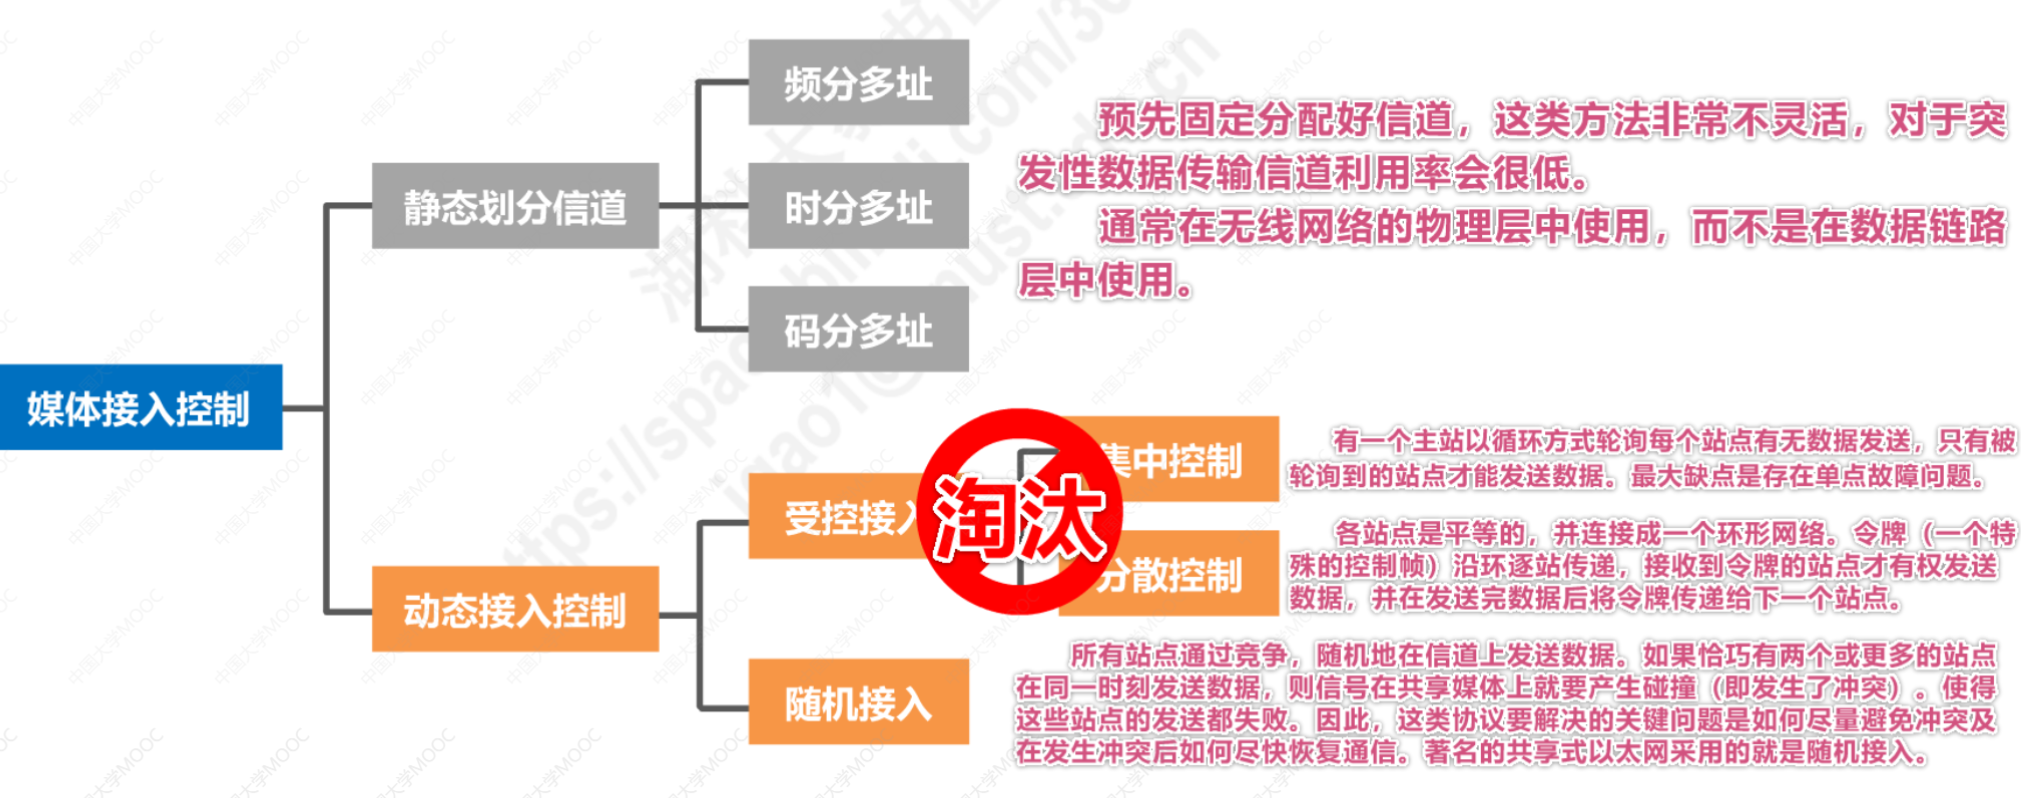 频分多址
预先固定分配好信道，这类方法非常不灵活，对于突
发性数据传输信道利用率会很低。
静态划分信道
时分多址
通常在无线网络的物理层中使用，而不是在数据链路
层中使用。
码分多址
媒体接入控制
集中控制
有一个主站以循环方式轮询每个站点有无数据发送，只有被
轮询到的站点才能发送数据。最大缺点是存在单点故障问题。
受控接入
淘汰
各站点是平等的，并连接成一个环形网络。令牌（一个特
殊的控制帧）沿环逐站传递，接收到令牌的站点才有权发送
数据，并在发送完数据后将令牌传递给下一个站点。
分散控制
动态接入控制
随机接入
所有站点通过竞争，随机地在信道上发送数据。如果恰巧有两个或更多的站点
在同一时刻发送数据，则信号在共享媒体上就要产生碰撞（即发生了冲突）。使得
这些站点的发送都失败。因此，这类协议要解决的关键问题是如何尽量避免冲突及
在发生冲突后如何尽快恢复通信。著名的共享式以太网采用的就是随机接入。
中国大学MOOC